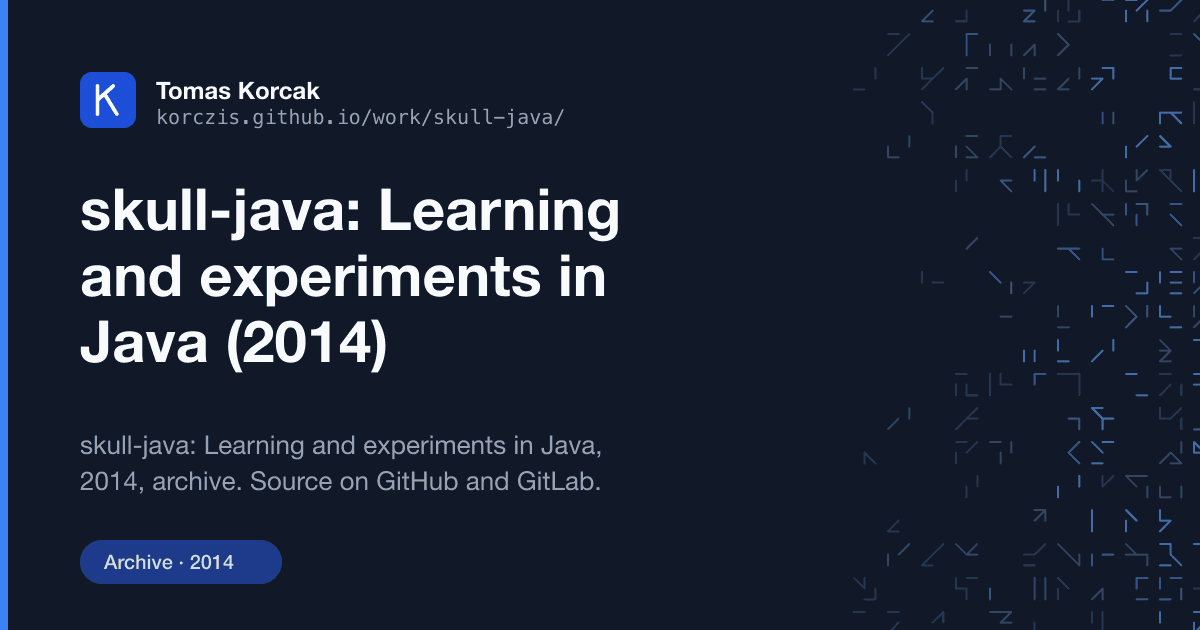 K
Tomas Korcak
korczis.github.io/work/skull-java/
skull-java: Learning
and experiments in
Java (2014)
skull-java: Learning and experiments in Java,
2014, archive. Source on GitHub and GitLab.
Archive · 2014